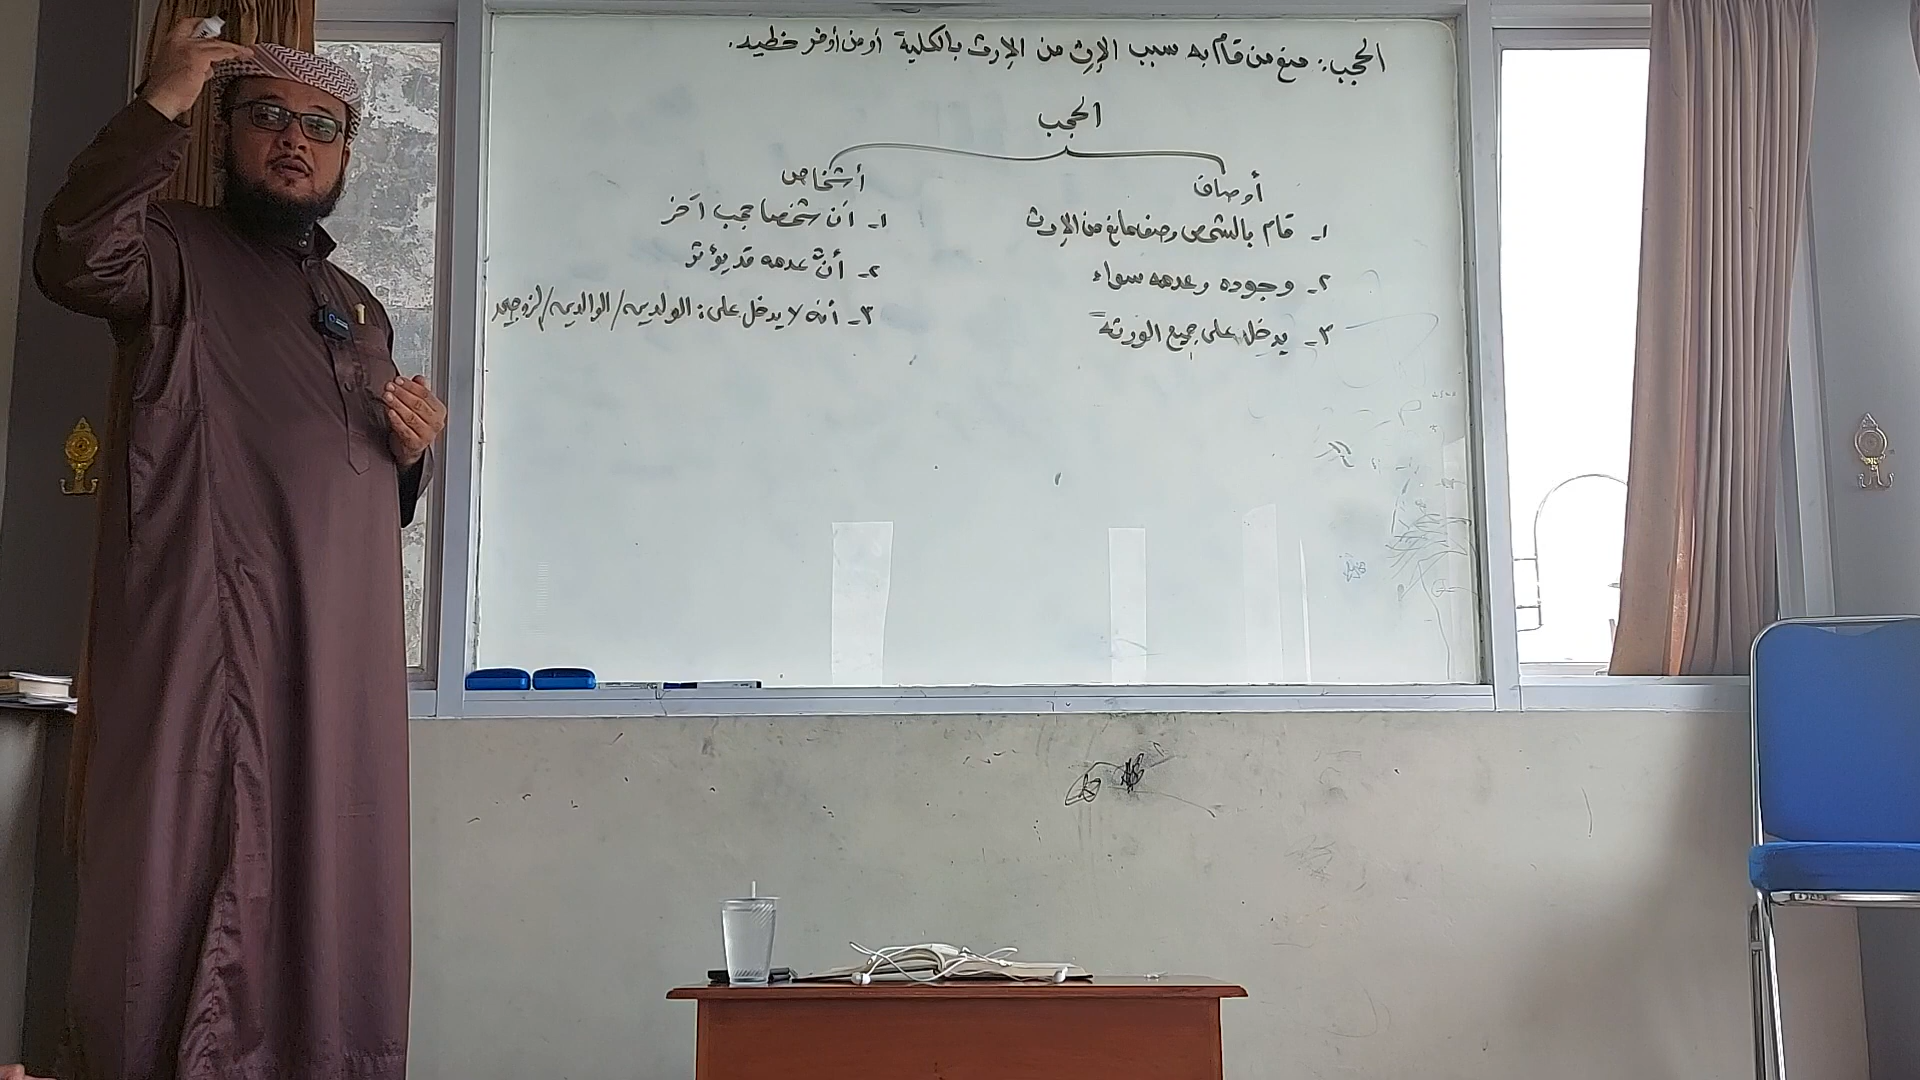 الحجب: منع من قام به سبب الإرث من الإرث بالكلية أو من أوفر حظيه.
الحجب
أوصاف
١- قام بالشخص وصف مانع من الإرث
٢- وجوده وعدمه سواء
٣- يدخل على جميع الورثة
أشخاص
١- أن شخصا حجب آخر
٢- أنّ عدمه قد يؤثر
٣- أنه لا يدخل على: الولدين/الوالدين/الزوجين